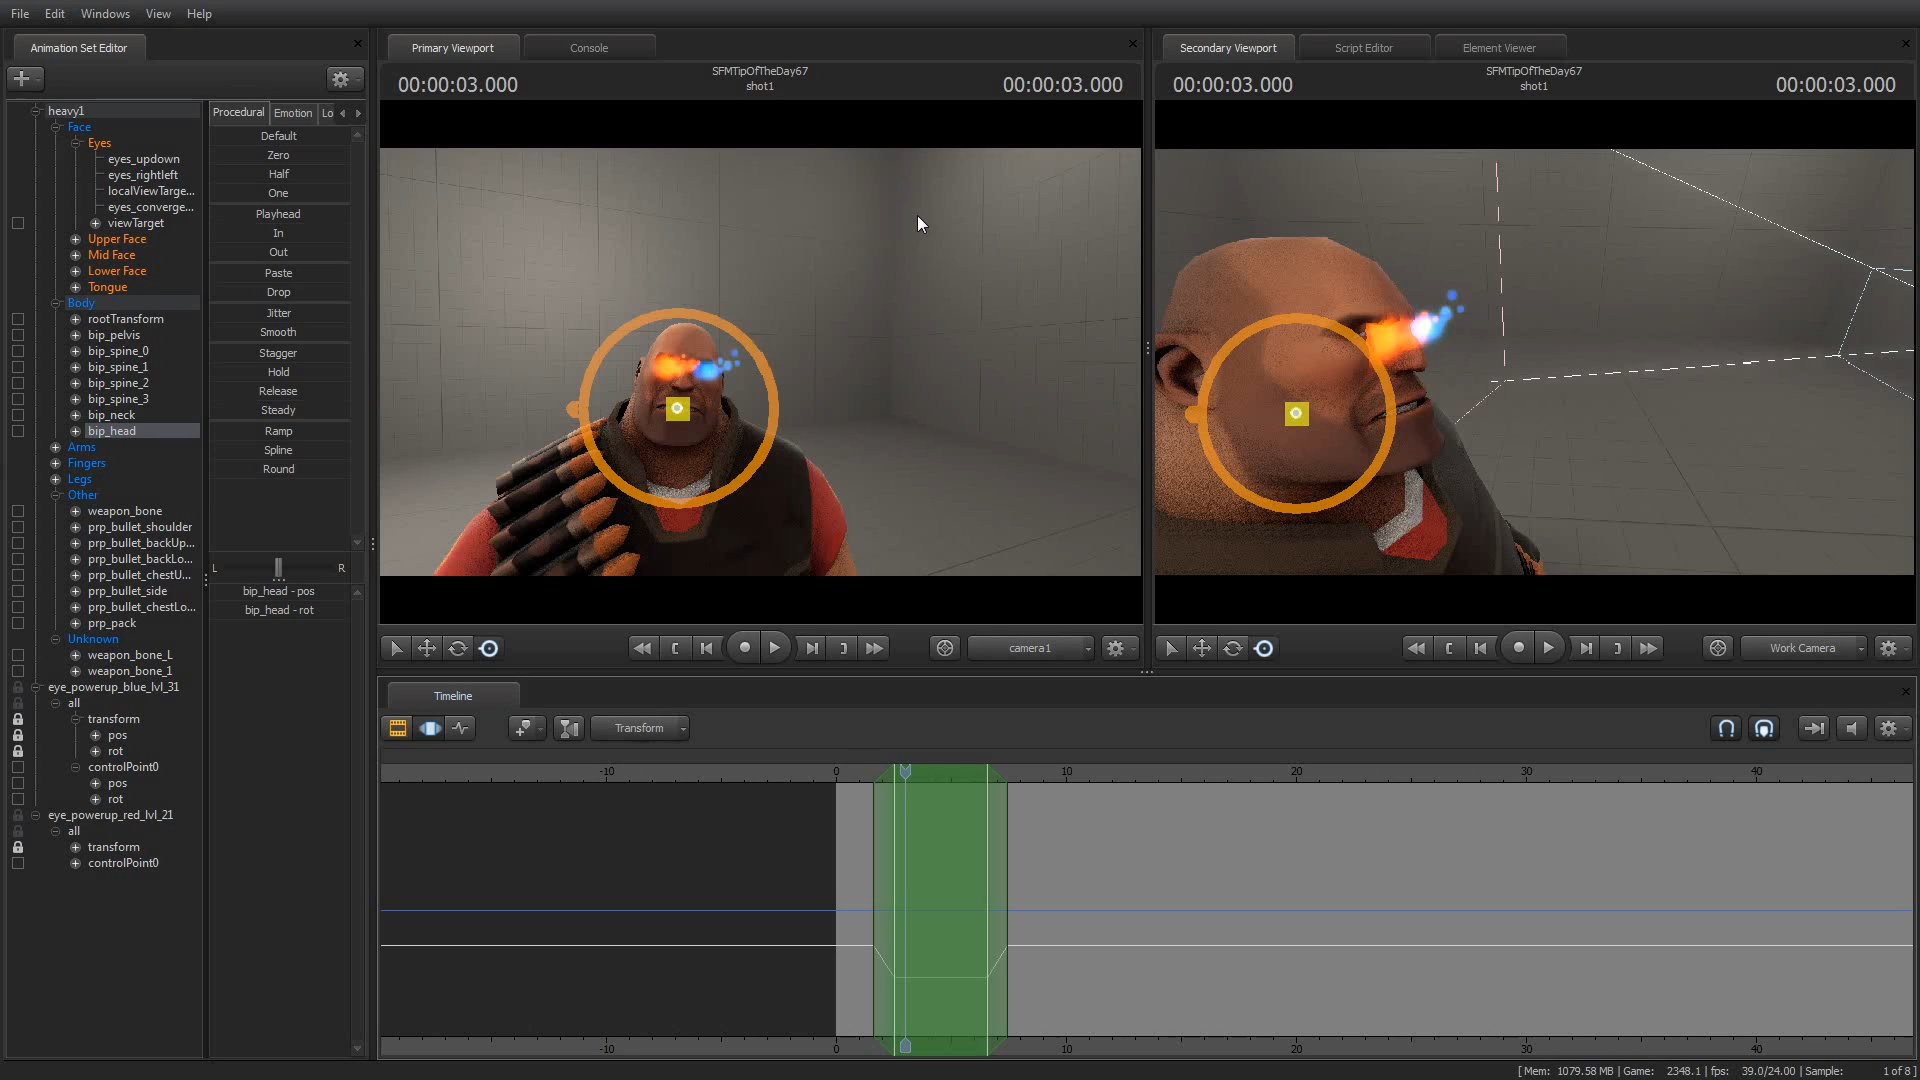 File Edit Windows View Help
Animation Set Editor
heavy1
Face
Eyes
eyes_updown
eyes_rightleft
localViewTarge...
eyes_converge...
viewTarget
Upper Face
Mid Face
Lower Face
Tongue
Body
rootTransform
bip_pelvis
bip_spine_0
bip_spine_1
bip_spine_2
bip_spine_3
bip_neck
bip_head
Arms
Fingers
Legs
Other
weapon_bone
prp_bullet_shoulder
prp_bullet_backUp...
prp_bullet_backLo...
prp_bullet_chestU...
prp_bullet_side
prp_bullet_chestLo...
prp_pack
Unknown
weapon_bone_L
weapon_bone_1
eye_powerup_blue_lvl_31
all
transform
pos
rot
controlPoint0
pos
rot
eye_powerup_red_lvl_21
all
transform
controlPoint0
Procedural Emotion Lo
Default
Zero
Half
One
Playhead
In
Out
Paste
Drop
Jitter
Smooth
Stagger
Hold
Release
Steady
Ramp
Spline
Round
L R
bip_head - pos
bip_head - rot
Primary Viewport Console
00:00:03.000 SFMTipOfTheDay67 00:00:03.000
shot1
camera1
Secondary Viewport Script Editor Element Viewer
00:00:03.000 SFMTipOfTheDay67 00:00:03.000
shot1
Work Camera
Timeline
Transform
-10 0 10 20 30 40
-10 0 10 20 30 40
[ Mem: 1079.58 MB | Game: 2348.1 | fps: 39.0/24.00 | Sample: 1 of 8 ]